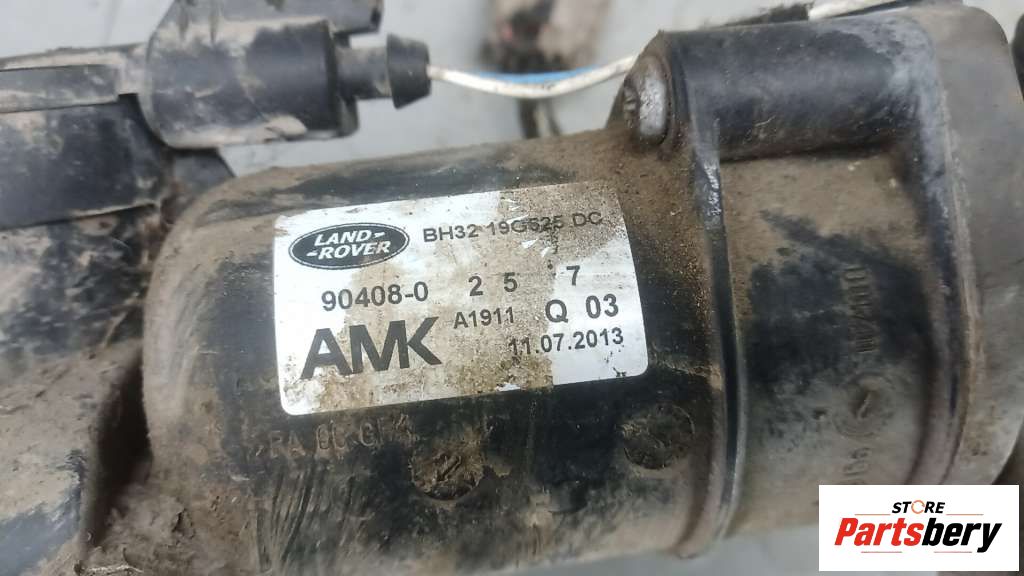 LAND-
-ROVER
BH32 19G525 DC
90408-0 2 5 7
AMK A1911 Q 03
11.07.2013
STORE
Partsbery